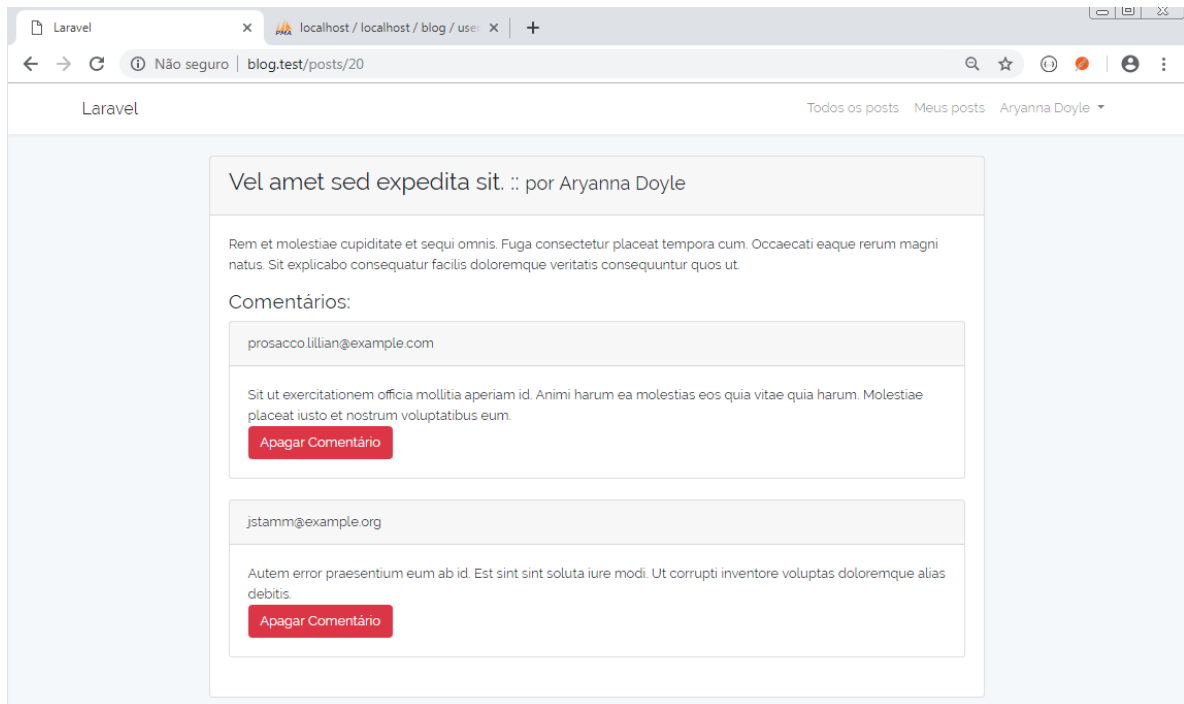 Laravel
localhost / localhost / blog / user
Não seguro | blog.test/posts/20
Laravel
Todos os posts Meus posts Aryanna Doyle
Vel amet sed expedita sit. :: por Aryanna Doyle
Rem et molestiae cupiditate et sequi omnis. Fuga consectetur placeat tempora cum. Occaecati eaque rerum magni
natus. Sit explicabo consequatur facilis doloremque veritatis consequuntur quos ut.
Comentários:
prosacco.lillian@example.com
Sit ut exercitationem officia mollitia aperiam id. Animi harum ea molestias eos quia vitae quia harum. Molestiae
placeat iusto et nostrum voluptatibus eum.
Apagar Comentário
jstamm@example.org
Autem error praesentium eum ab id. Est sint sint soluta iure modi. Ut corrupti inventore voluptas doloremque alias
debitis.
Apagar Comentário